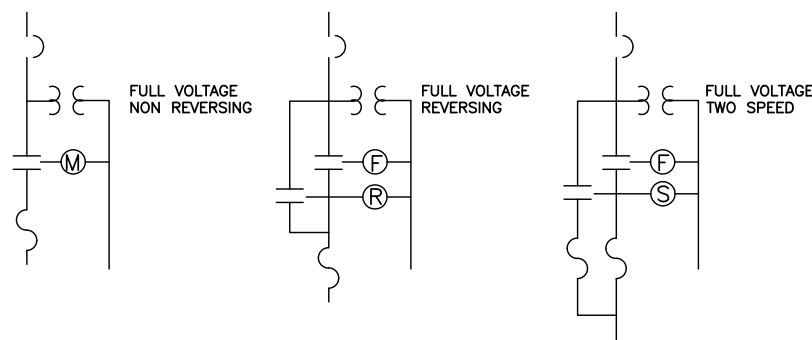 FULL VOLTAGE
NON REVERSING
M
FULL VOLTAGE
REVERSING
F
R
FULL VOLTAGE
TWO SPEED
F
S